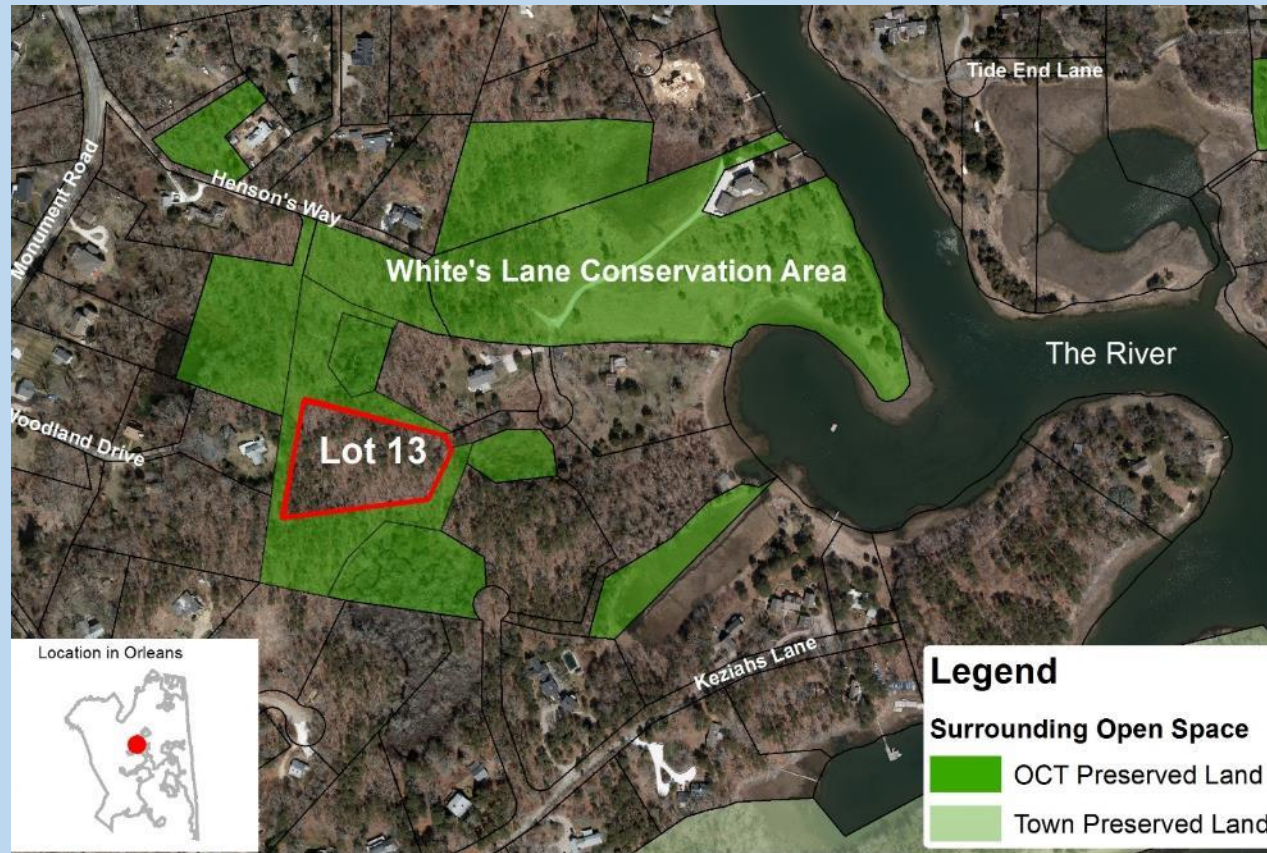 Tide End Lane
Monument Road
Henson's Way
White's Lane Conservation Area
The River
Woodland Drive
Lot 13
Keziahs Lane
Location in Orleans
Legend
Surrounding Open Space
OCT Preserved Land
Town Preserved Land